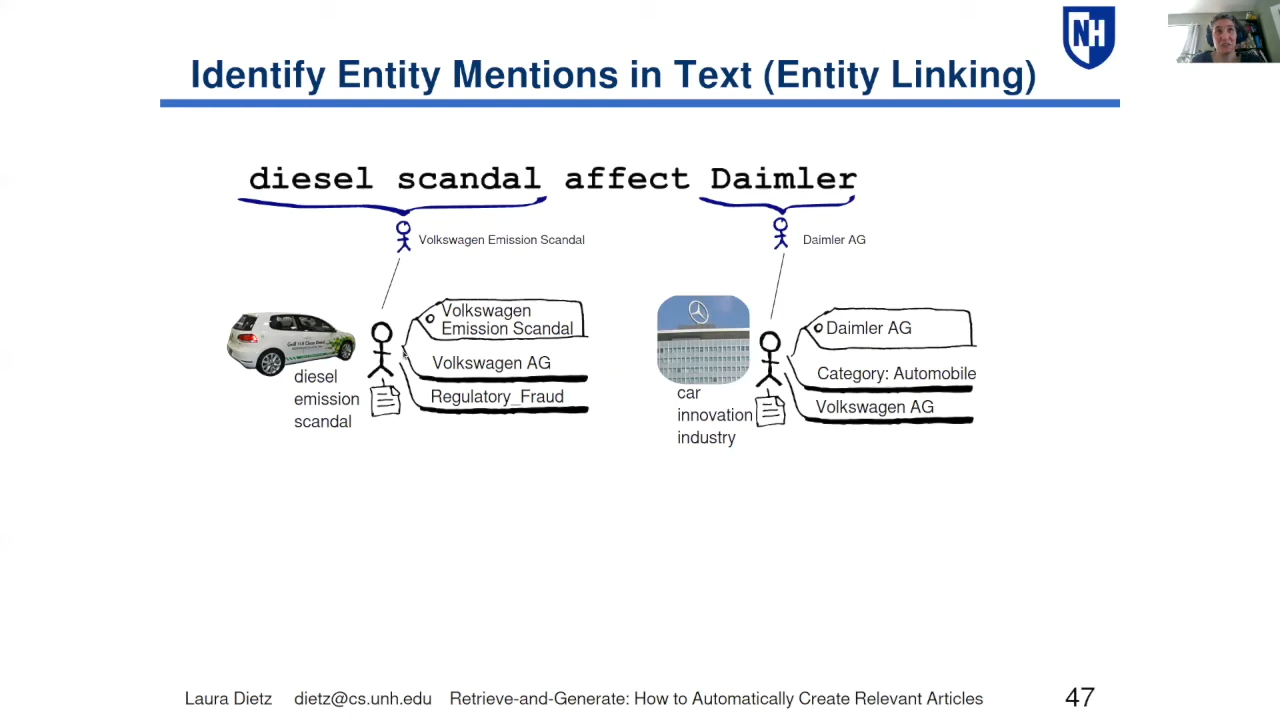 NH
Identify Entity Mentions in Text (Entity Linking)
diesel scandal affect Daimler
Volkswagen Emission Scandal
Daimler AG
Volkswagen
Emission Scandal
Volkswagen AG
Regulatory_Fraud
diesel
emission
scandal
Daimler AG
Category: Automobile
Volkswagen AG
car
innovation
industry
Laura Dietz dietz@cs.unh.edu Retrieve-and-Generate: How to Automatically Create Relevant Articles 47